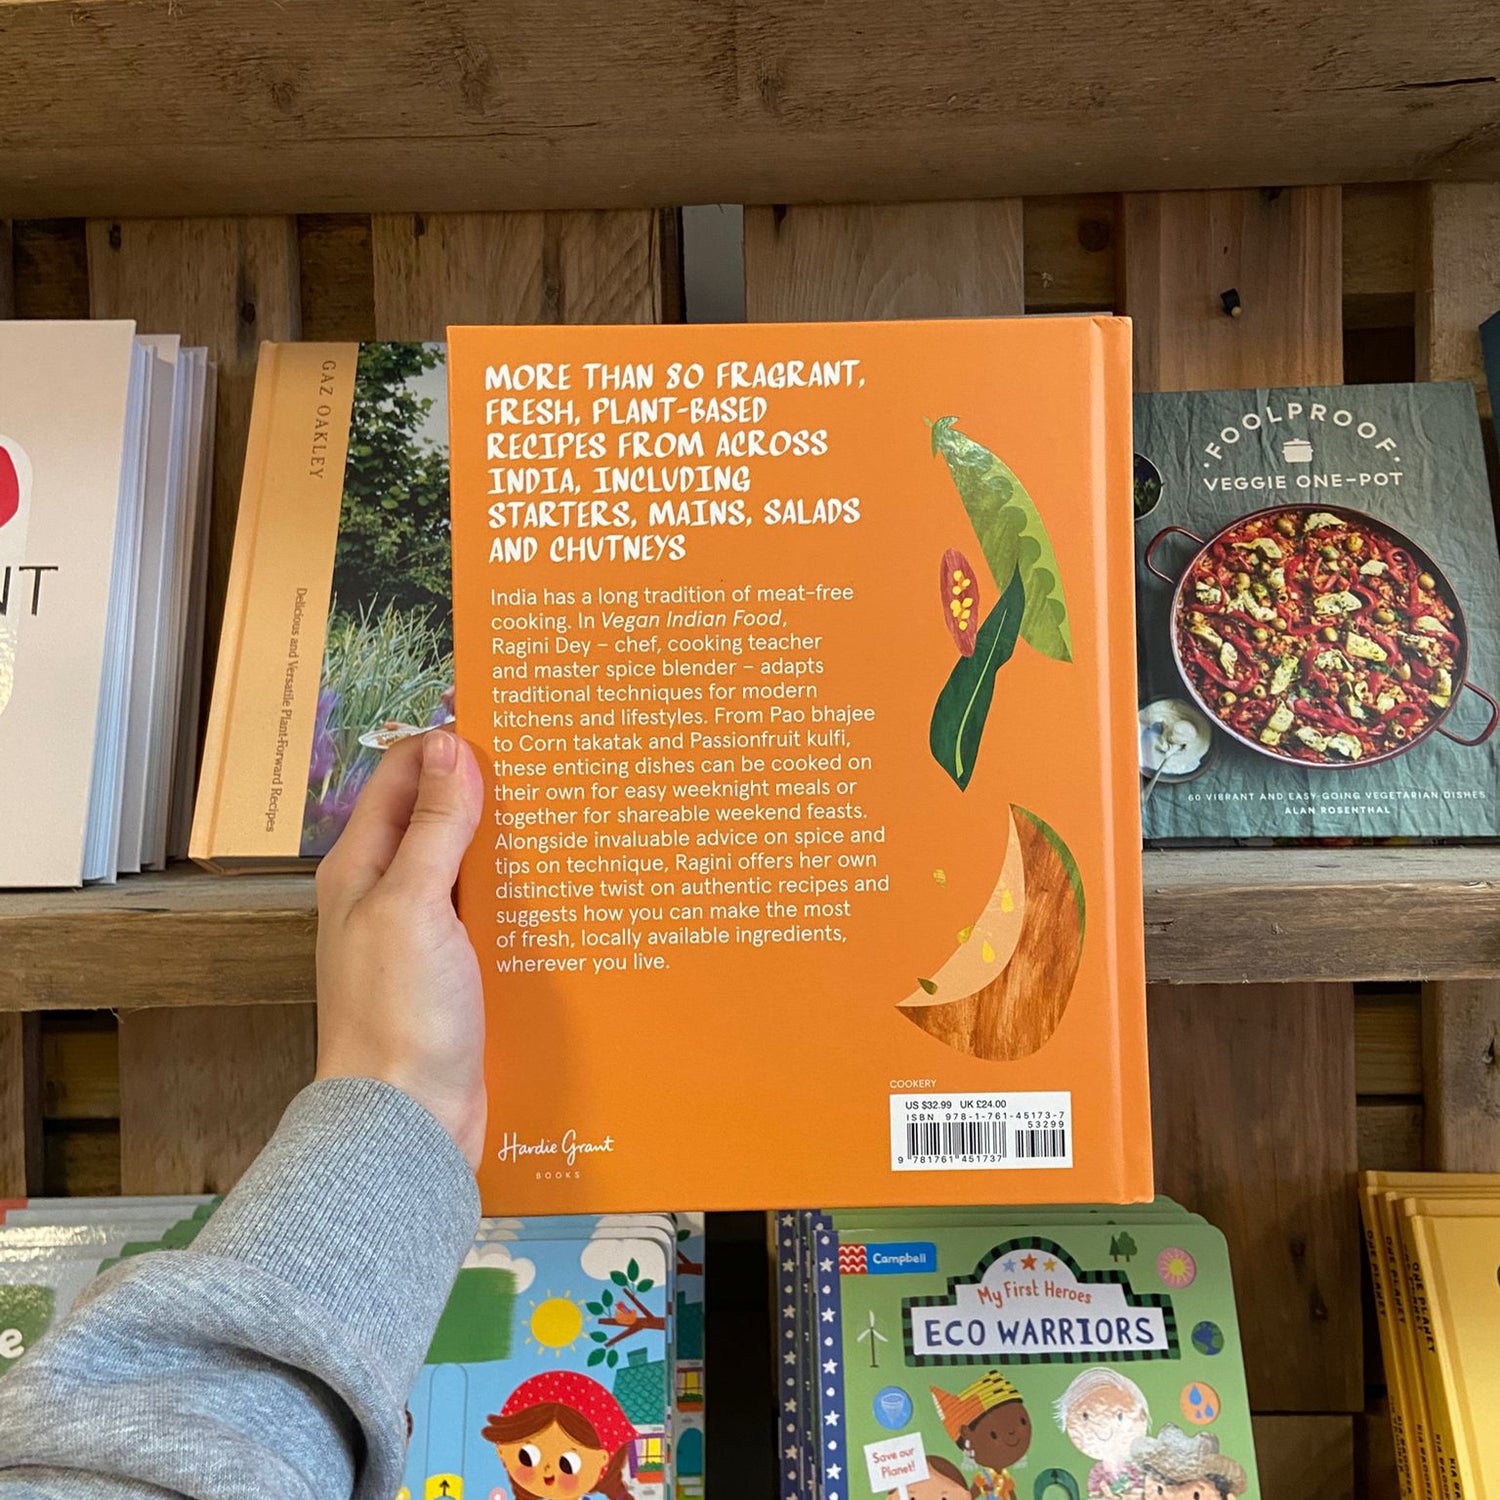 MORE THAN 80 FRAGRANT,
FRESH, PLANT-BASED
RECIPES FROM ACROSS
INDIA, INCLUDING
STARTERS, MAINS, SALADS
AND CHUTNEYS
India has a long tradition of meat-free
cooking. In Vegan Indian Food,
Ragini Dey – chef, cooking teacher
and master spice blender – adapts
traditional techniques for modern
kitchens and lifestyles. From Pao bhajee
to Corn takatak and Passionfruit kulfi,
these enticing dishes can be cooked on
their own for easy weeknight meals or
together for shareable weekend feasts.
Alongside invaluable advice on spice and
tips on technique, Ragini offers her own
distinctive twist on authentic recipes and
suggests how you can make the most
of fresh, locally available ingredients,
wherever you live.
Hardie Grant
BOOKS
COOKERY
US $32.99 UK £24.00
ISBN 978-1-761-45173-7
53299
9 781761 451737
GAZ OAKLEY
Delicious and Versatile Plant-Forward Recipes
NT
·FOOLPROOF·
VEGGIE ONE-POT
60 VIBRANT AND EASY-GOING VEGETARIAN DISHES
ALAN ROSENTHAL
Campbell
My First Heroes
ECO WARRIORS
Save our
Planet!
ONE PLANET
ONE PLANET
ONE PLANET
e